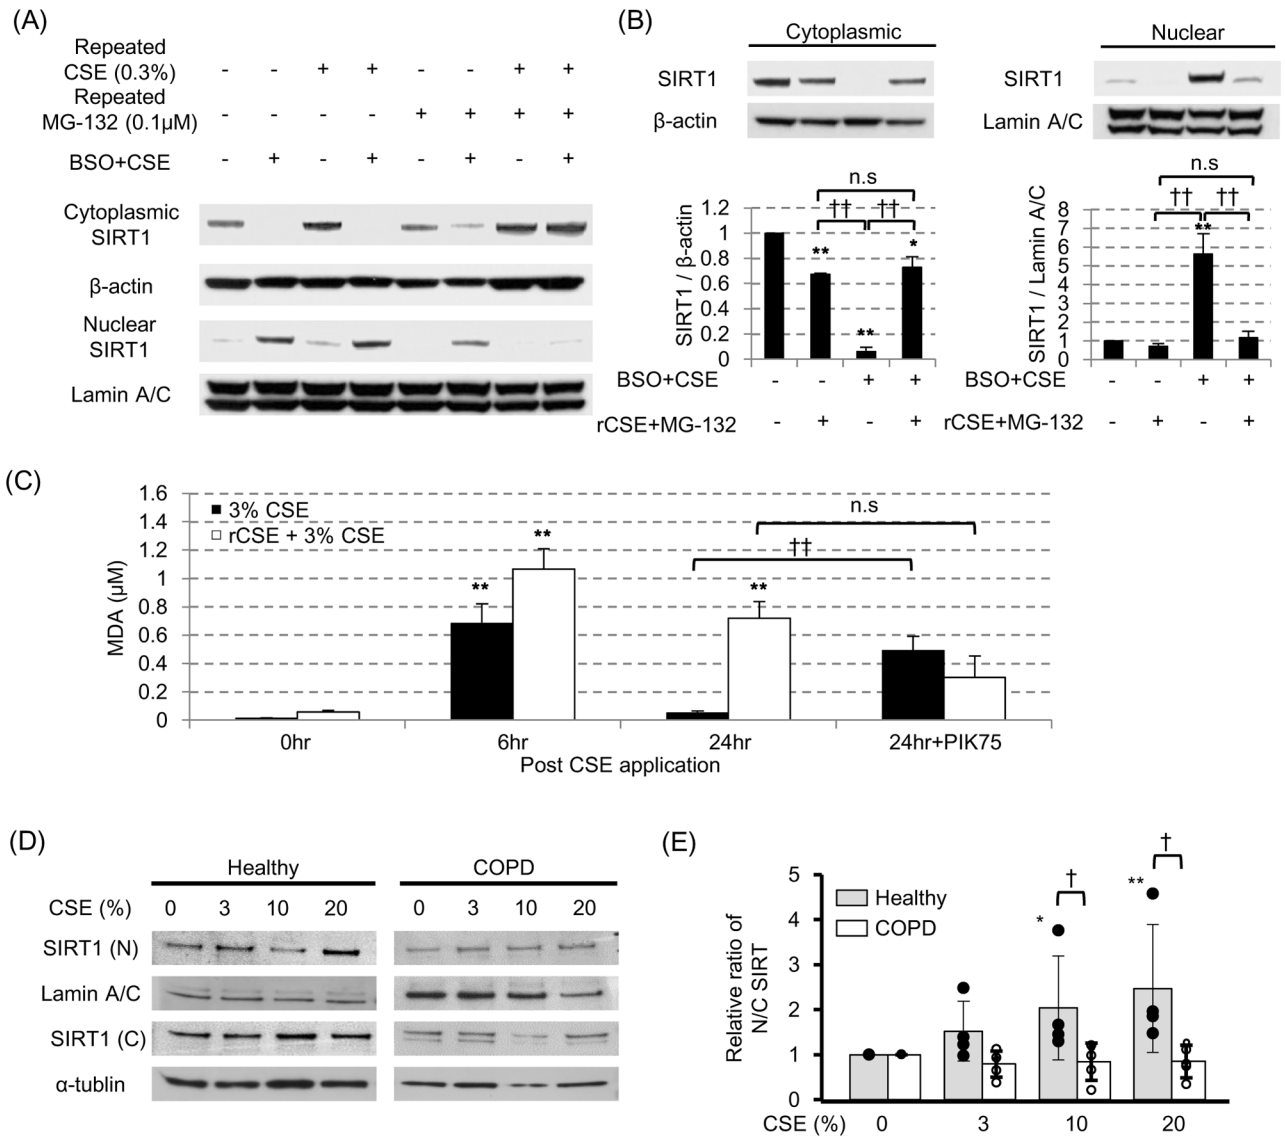 (A)
Repeated
CSE (0.3%) - - + + - - + +
Repeated
MG-132 (0.1µM) - - - - + + + +
BSO+CSE - + - + - + - +
Cytoplasmic
SIRT1
β-actin
Nuclear
SIRT1
Lamin A/C
(B)
Cytoplasmic
SIRT1
β-actin
n.s
†† ††
SIRT1 / β-actin
1.2
1
0.8
0.6
0.4
0.2
0
**
**
*
BSO+CSE - - + +
rCSE+MG-132 - + - +
Nuclear
SIRT1
Lamin A/C
n.s
†† ††
SIRT1 / Lamin A/C
8
7
6
5
4
3
2
1
0
**
BSO+CSE - - + +
rCSE+MG-132 - + - +
(C)
MDA (µM)
1.6
1.4
1.2
1
0.8
0.6
0.4
0.2
0
3% CSE
rCSE + 3% CSE
**
**
**
††
n.s
0hr 6hr 24hr 24hr+PIK75
Post CSE application
(D)
Healthy COPD
CSE (%) 0 3 10 20 0 3 10 20
SIRT1 (N)
Lamin A/C
SIRT1 (C)
α-tublin
(E)
Relative ratio of
N/C SIRT
5
4
3
2
1
0
Healthy
COPD
*
†
**
†
CSE (%) 0 3 10 20